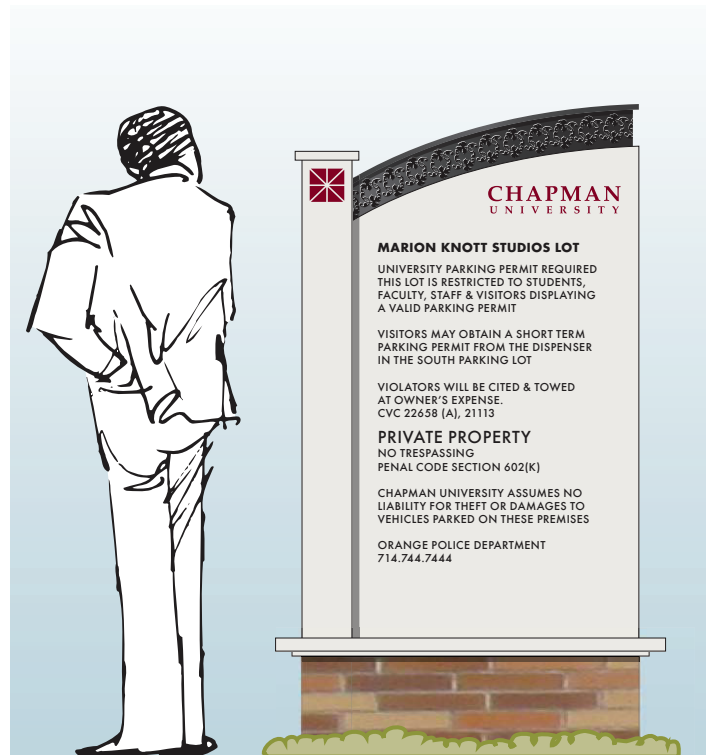 CHAPMAN
UNIVERSITY
MARION KNOTT STUDIOS LOT
UNIVERSITY PARKING PERMIT REQUIRED
THIS LOT IS RESTRICTED TO STUDENTS,
FACULTY, STAFF & VISITORS DISPLAYING
A VALID PARKING PERMIT
VISITORS MAY OBTAIN A SHORT TERM
PARKING PERMIT FROM THE DISPENSER
IN THE SOUTH PARKING LOT
VIOLATORS WILL BE CITED & TOWED
AT OWNER'S EXPENSE.
CVC 22658 (A), 21113
PRIVATE PROPERTY
NO TRESPASSING
PENAL CODE SECTION 602(K)
CHAPMAN UNIVERSITY ASSUMES NO
LIABILITY FOR THEFT OR DAMAGES TO
VEHICLES PARKED ON THESE PREMISES
ORANGE POLICE DEPARTMENT
714.744.7444